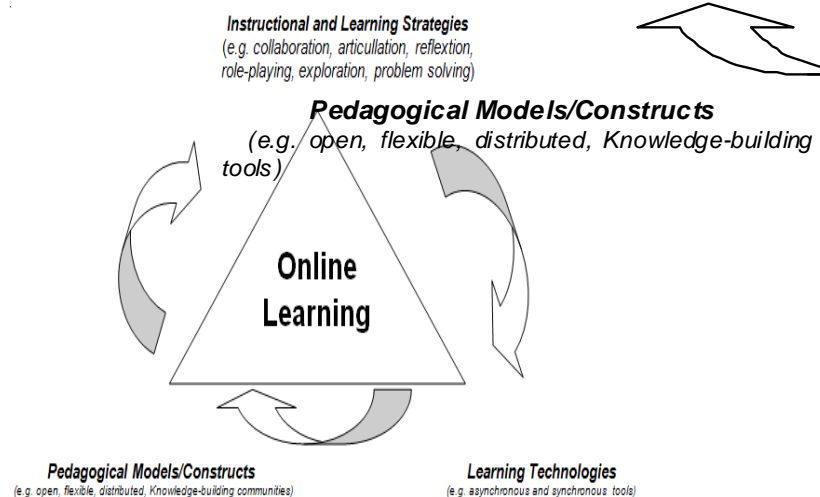 Instructional and Learning Strategies
(e.g. collaboration, articullation, reflextion,
role-playing, exploration, problem solving)
Pedagogical Models/Constructs
(e.g. open, flexible, distributed, Knowledge-building
tools)
Online
Learning
Pedagogical Models/Constructs
(e.g. open, flexible, distributed, Knowledge-building communities)
Learning Technologies
(e.g. asynchronous and synchronous tools)